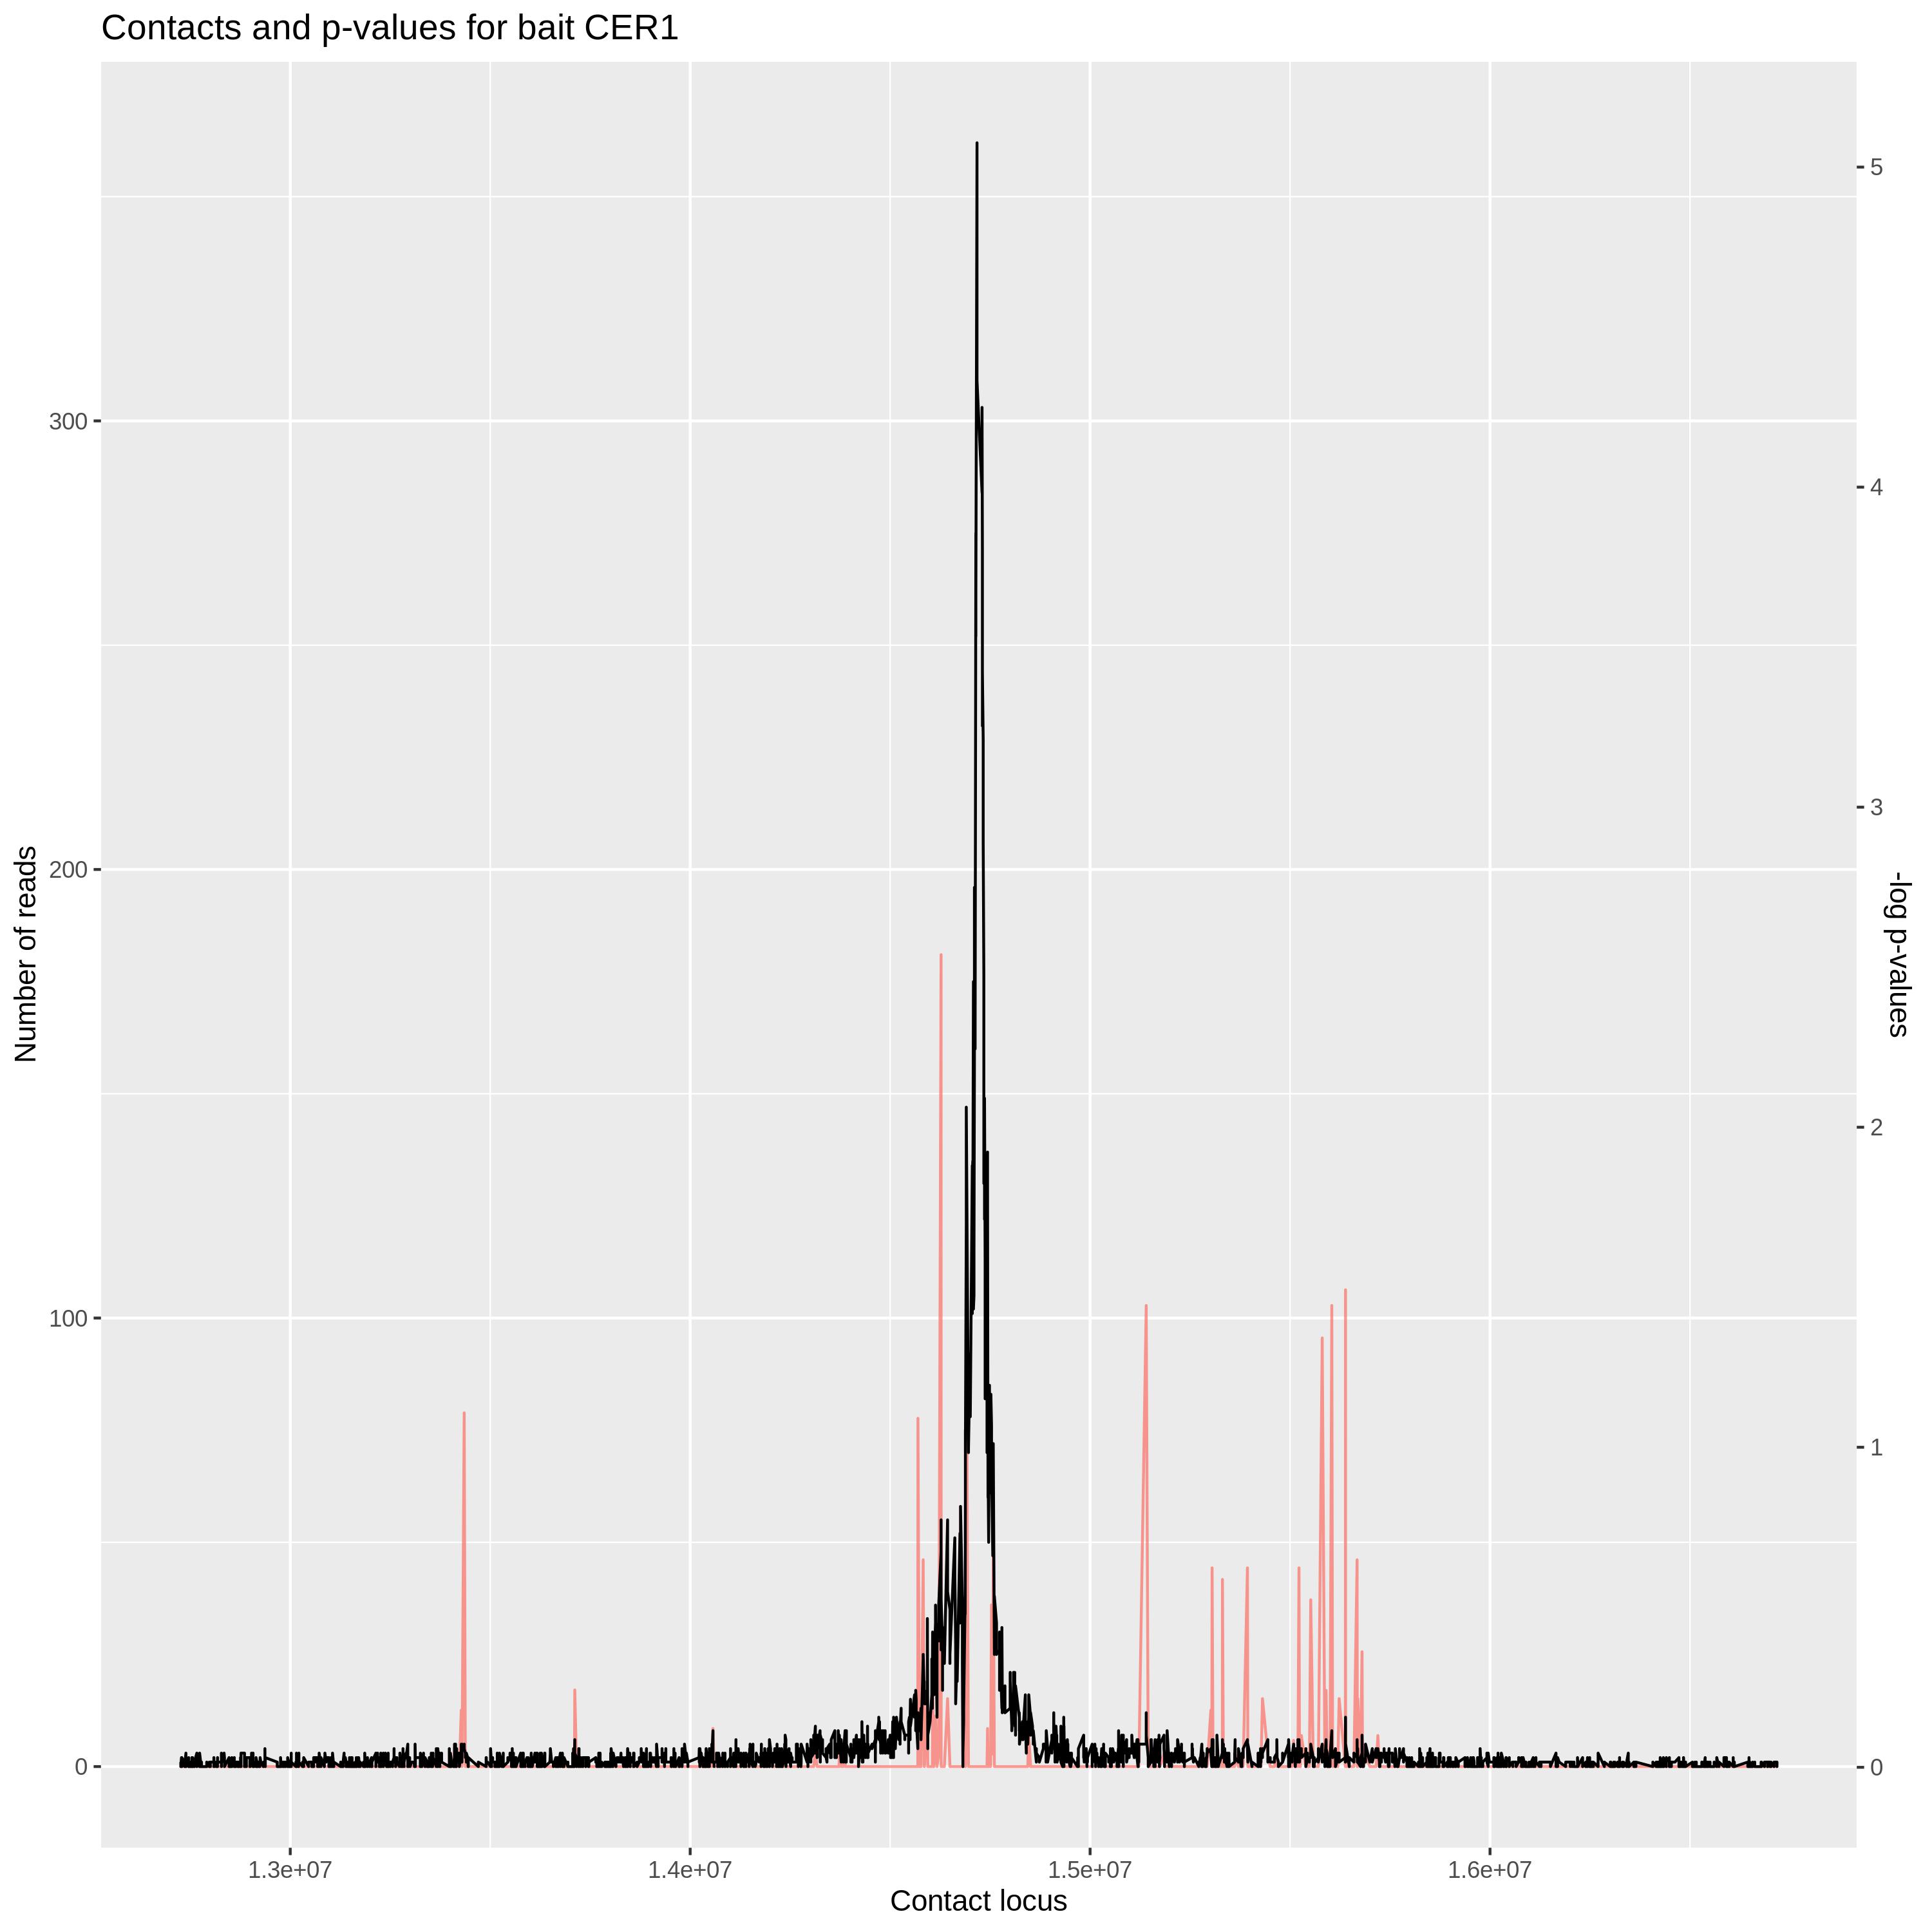 Contacts and p-values for bait CER1
Number of reads
300
200
100
0
5
4
3
2
1
0
-log p-values
1.3e+07
1.4e+07
1.5e+07
1.6e+07
Contact locus